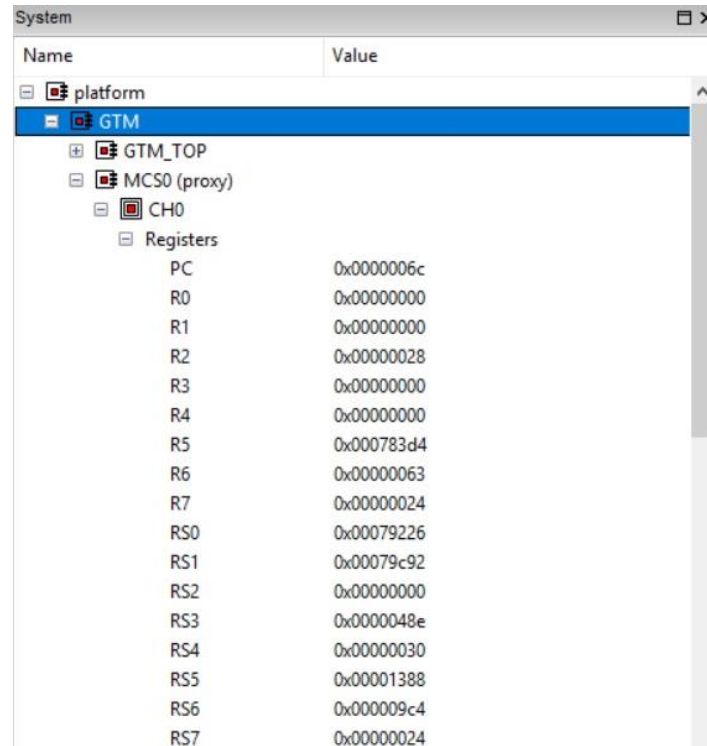 System
Name Value
platform
GTM
GTM_TOP
MCS0 (proxy)
CH0
Registers
PC 0x0000006c
R0 0x00000000
R1 0x00000000
R2 0x00000028
R3 0x00000000
R4 0x00000000
R5 0x000783d4
R6 0x00000063
R7 0x00000024
RS0 0x00079226
RS1 0x00079c92
RS2 0x00000000
RS3 0x0000048e
RS4 0x00000030
RS5 0x00001388
RS6 0x000009c4
RS7 0x00000024